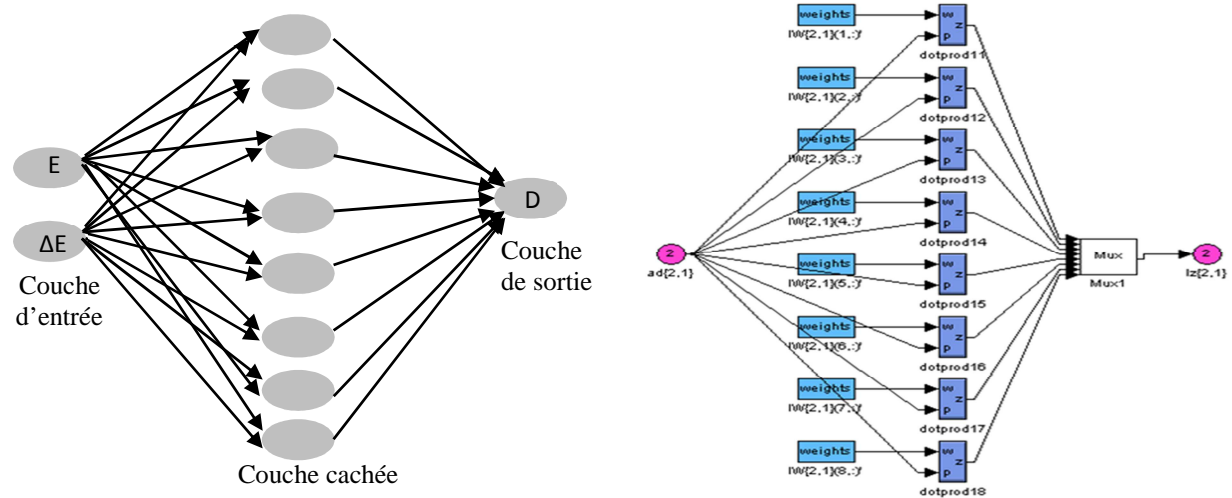 E
ΔE
Couche
d’entrée
Couche cachée
D
Couche
de sortie
2
ad{2,1}
weights
IW{2,1}(1,:)'
weights
IW{2,1}(2,:)'
weights
IW{2,1}(3,:)'
weights
IW{2,1}(4,:)'
weights
IW{2,1}(5,:)'
weights
IW{2,1}(6,:)'
weights
IW{2,1}(7,:)'
weights
IW{2,1}(8,:)'
w
p
z
dotprod11
w
p
z
dotprod12
w
p
z
dotprod13
w
p
z
dotprod14
w
p
z
dotprod15
w
p
z
dotprod16
w
p
z
dotprod17
w
p
z
dotprod18
Mux
Mux1
2
lz{2,1}